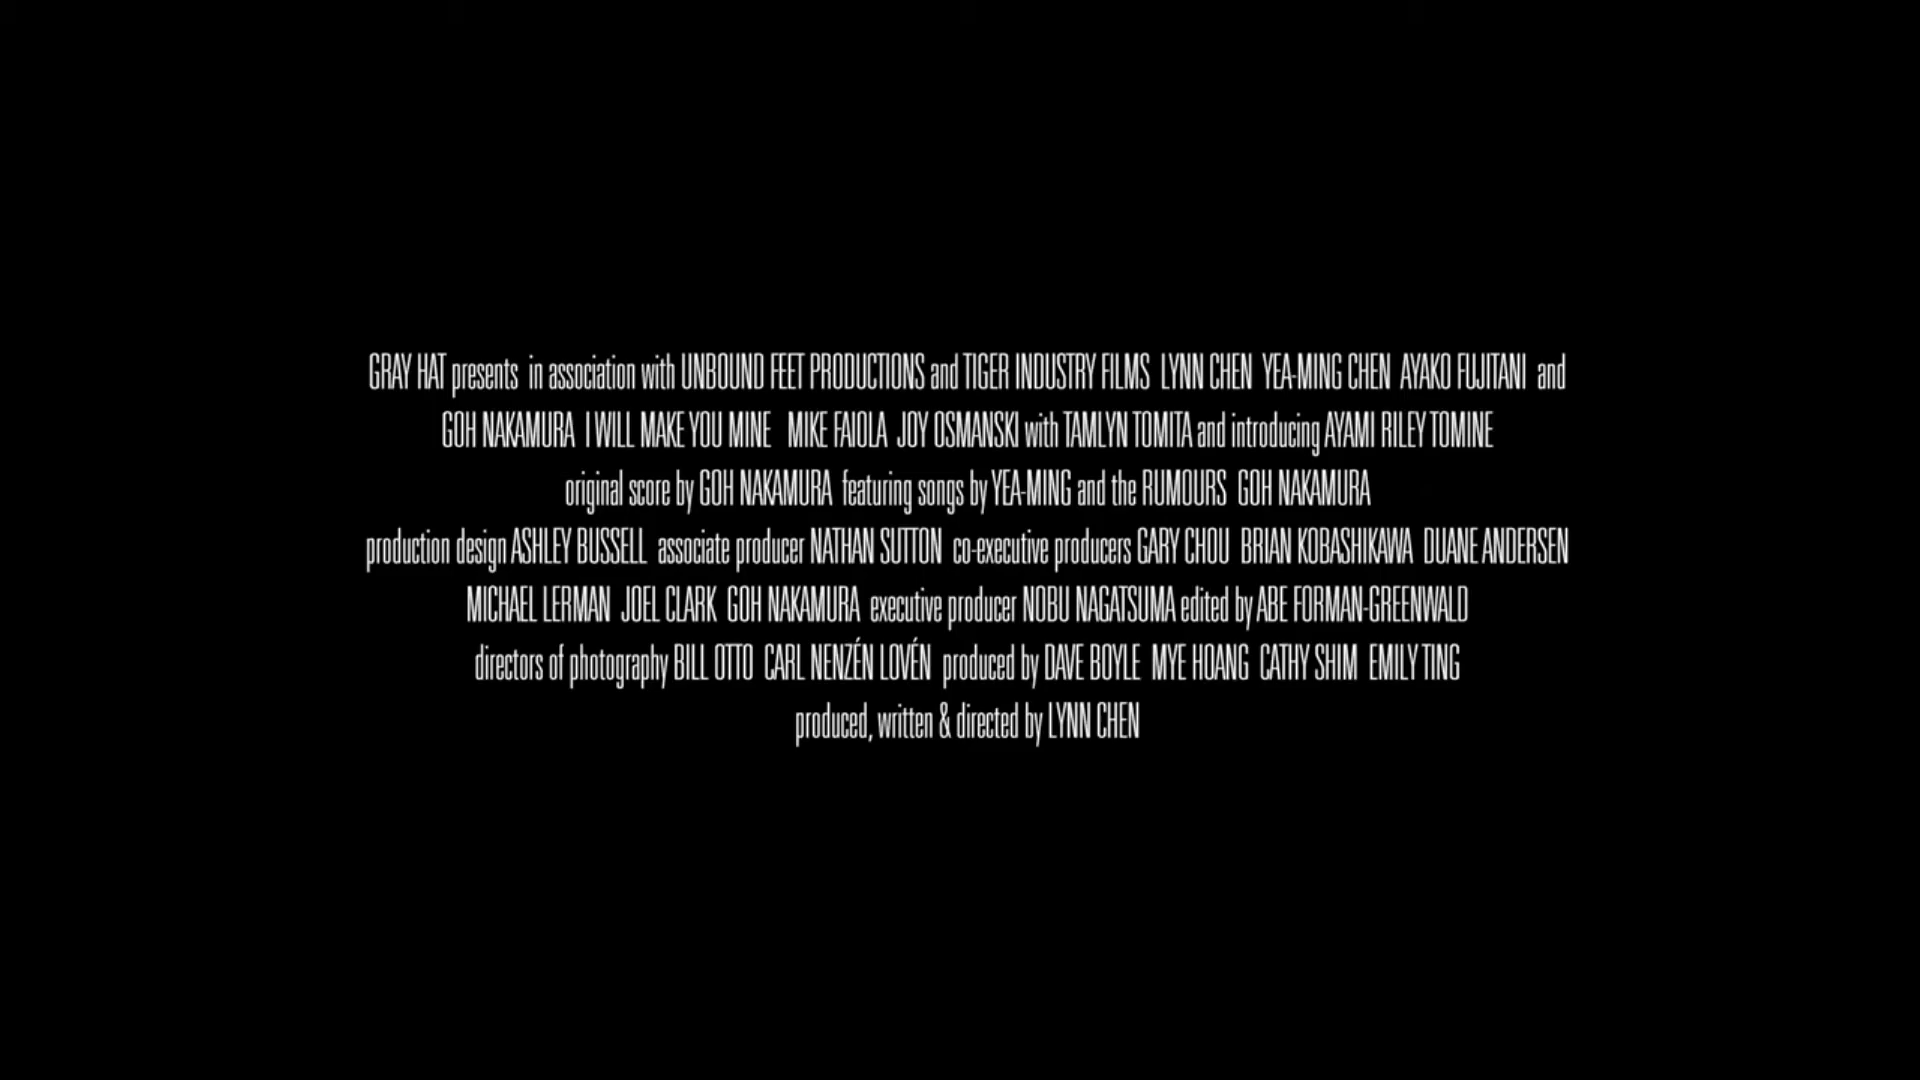 GRAY HAT presents in association with UNBOUND FEET PRODUCTIONS and TIGER INDUSTRY FILMS LYNN CHEN YEA-MING CHEN AYAKO FUJITANI and
GOH NAKAMURA I WILL MAKE YOU MINE MIKE FAIOLA JOY OSMANSKI with TAMLYN TOMITA and introducing AYAMI RILEY TOMINE
original score by GOH NAKAMURA featuring songs by YEA-MING and the RUMOURS GOH NAKAMURA
production design ASHLEY BUSSELL associate producer NATHAN SUTTON co-executive producers GARY CHOU BRIAN KOBASHIKAWA DUANE ANDERSEN
MICHAEL LERMAN JOEL CLARK GOH NAKAMURA executive producer NOBU NAGATSUMA edited by ABE FORMAN-GREENWALD
directors of photography BILL OTTO CARL NENZÉN LOVÉN produced by DAVE BOYLE MYE HOANG CATHY SHIM EMILY TING
produced, written & directed by LYNN CHEN